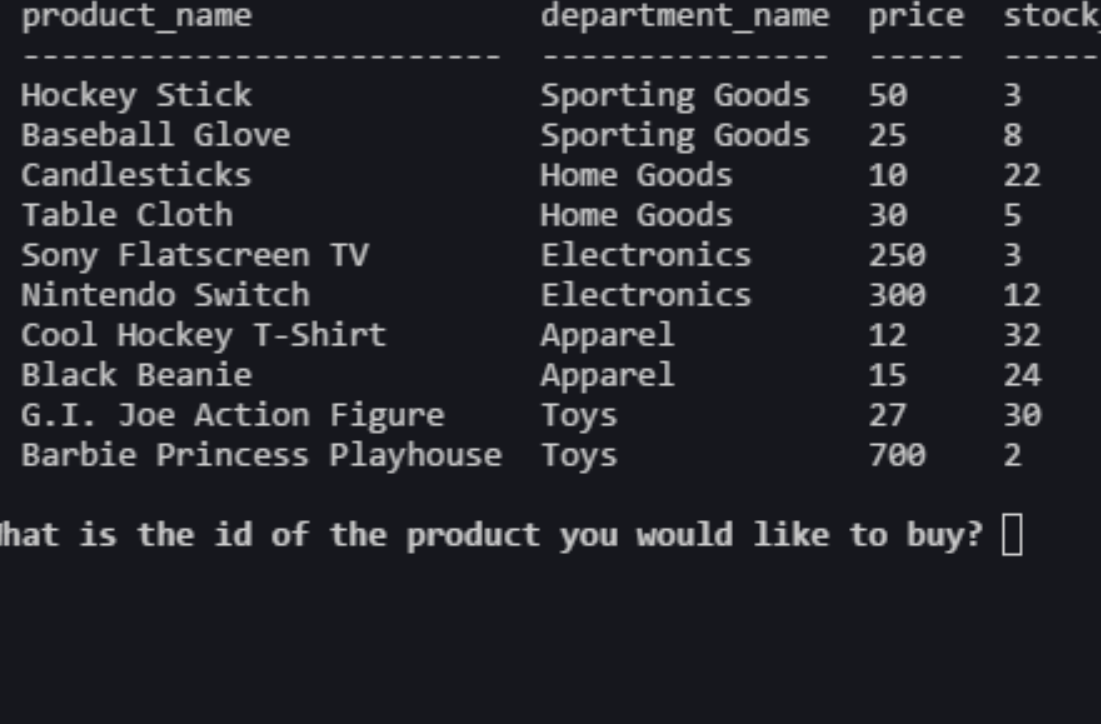 product_name department_name price stock_
------------------------- --------------- ----- -----
Hockey Stick Sporting Goods 50 3
Baseball Glove Sporting Goods 25 8
Candlesticks Home Goods 10 22
Table Cloth Home Goods 30 5
Sony Flatscreen TV Electronics 250 3
Nintendo Switch Electronics 300 12
Cool Hockey T-Shirt Apparel 12 32
Black Beanie Apparel 15 24
G.I. Joe Action Figure Toys 27 30
Barbie Princess Playhouse Toys 700 2
What is the id of the product you would like to buy?